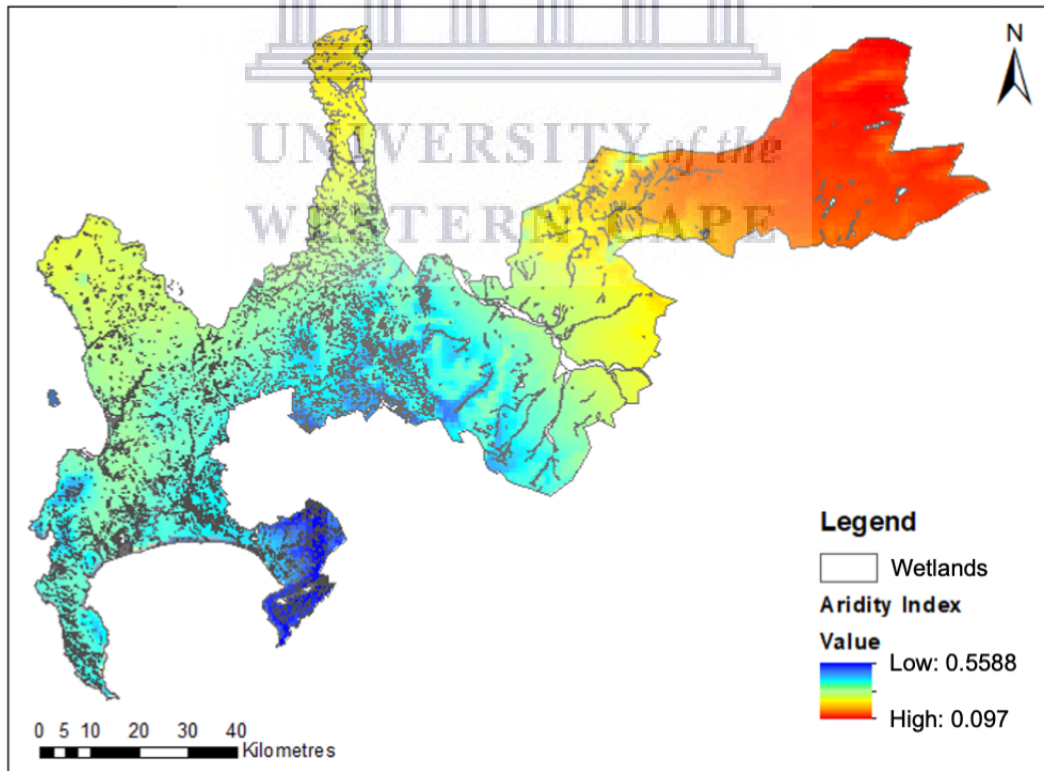 UNIVERSITY of the
WESTERN CAPE
N
Legend
Wetlands
Aridity Index
Value
Low: 0.5588
High: 0.097
0 5 10 20 30 40
Kilometres